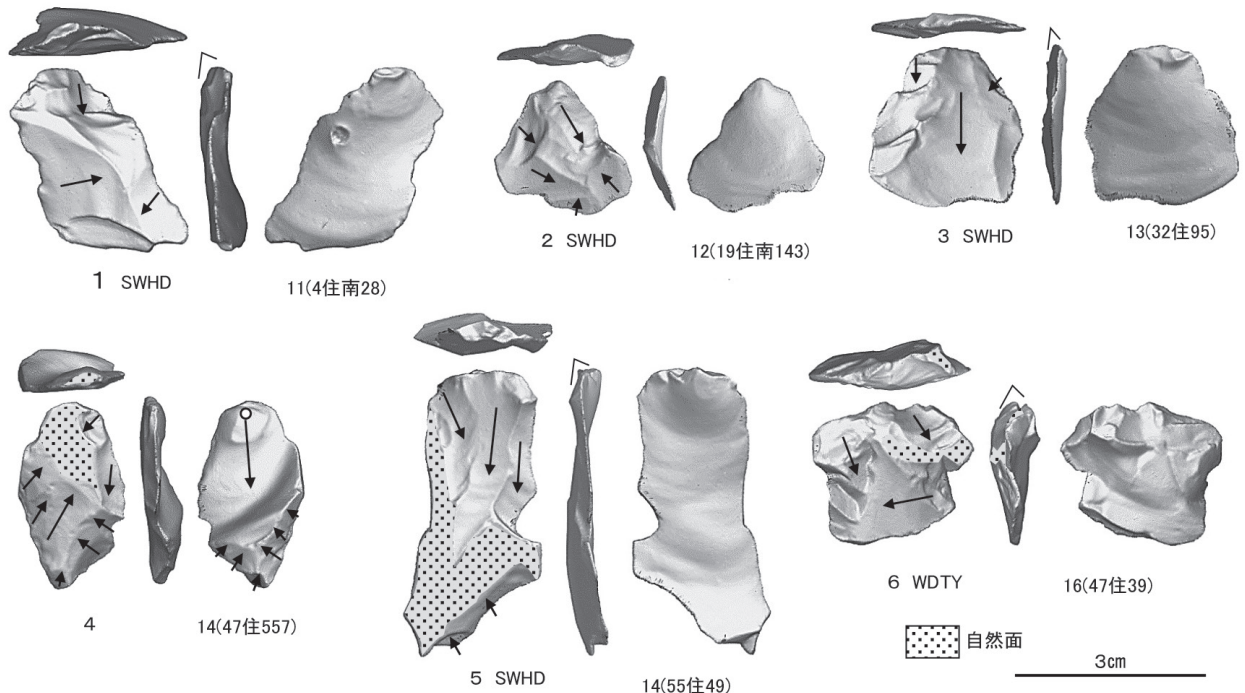 1 SWHD
11(4住南28)
2 SWHD
12(19住南143)
3 SWHD
13(32住95)
4
14(47住557)
5 SWHD
14(55住49)
6 WDTY
16(47住39)
自然面
3cm